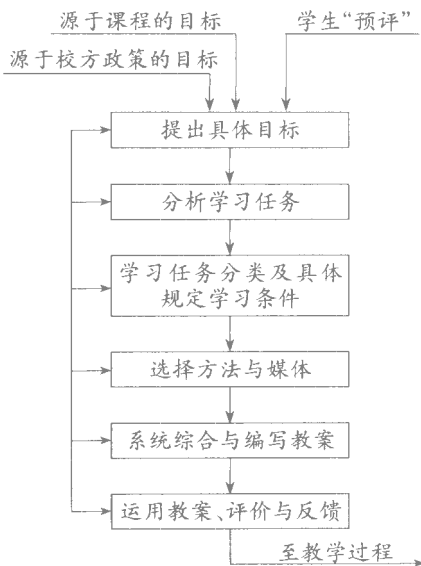 源于课程的目标
学生“预评”
源于校方政策的目标
提出具体目标
分析学习任务
学习任务分类及具体
规定学习条件
选择方法与媒体
系统综合与编写教案
运用教案、评价与反馈
至教学过程